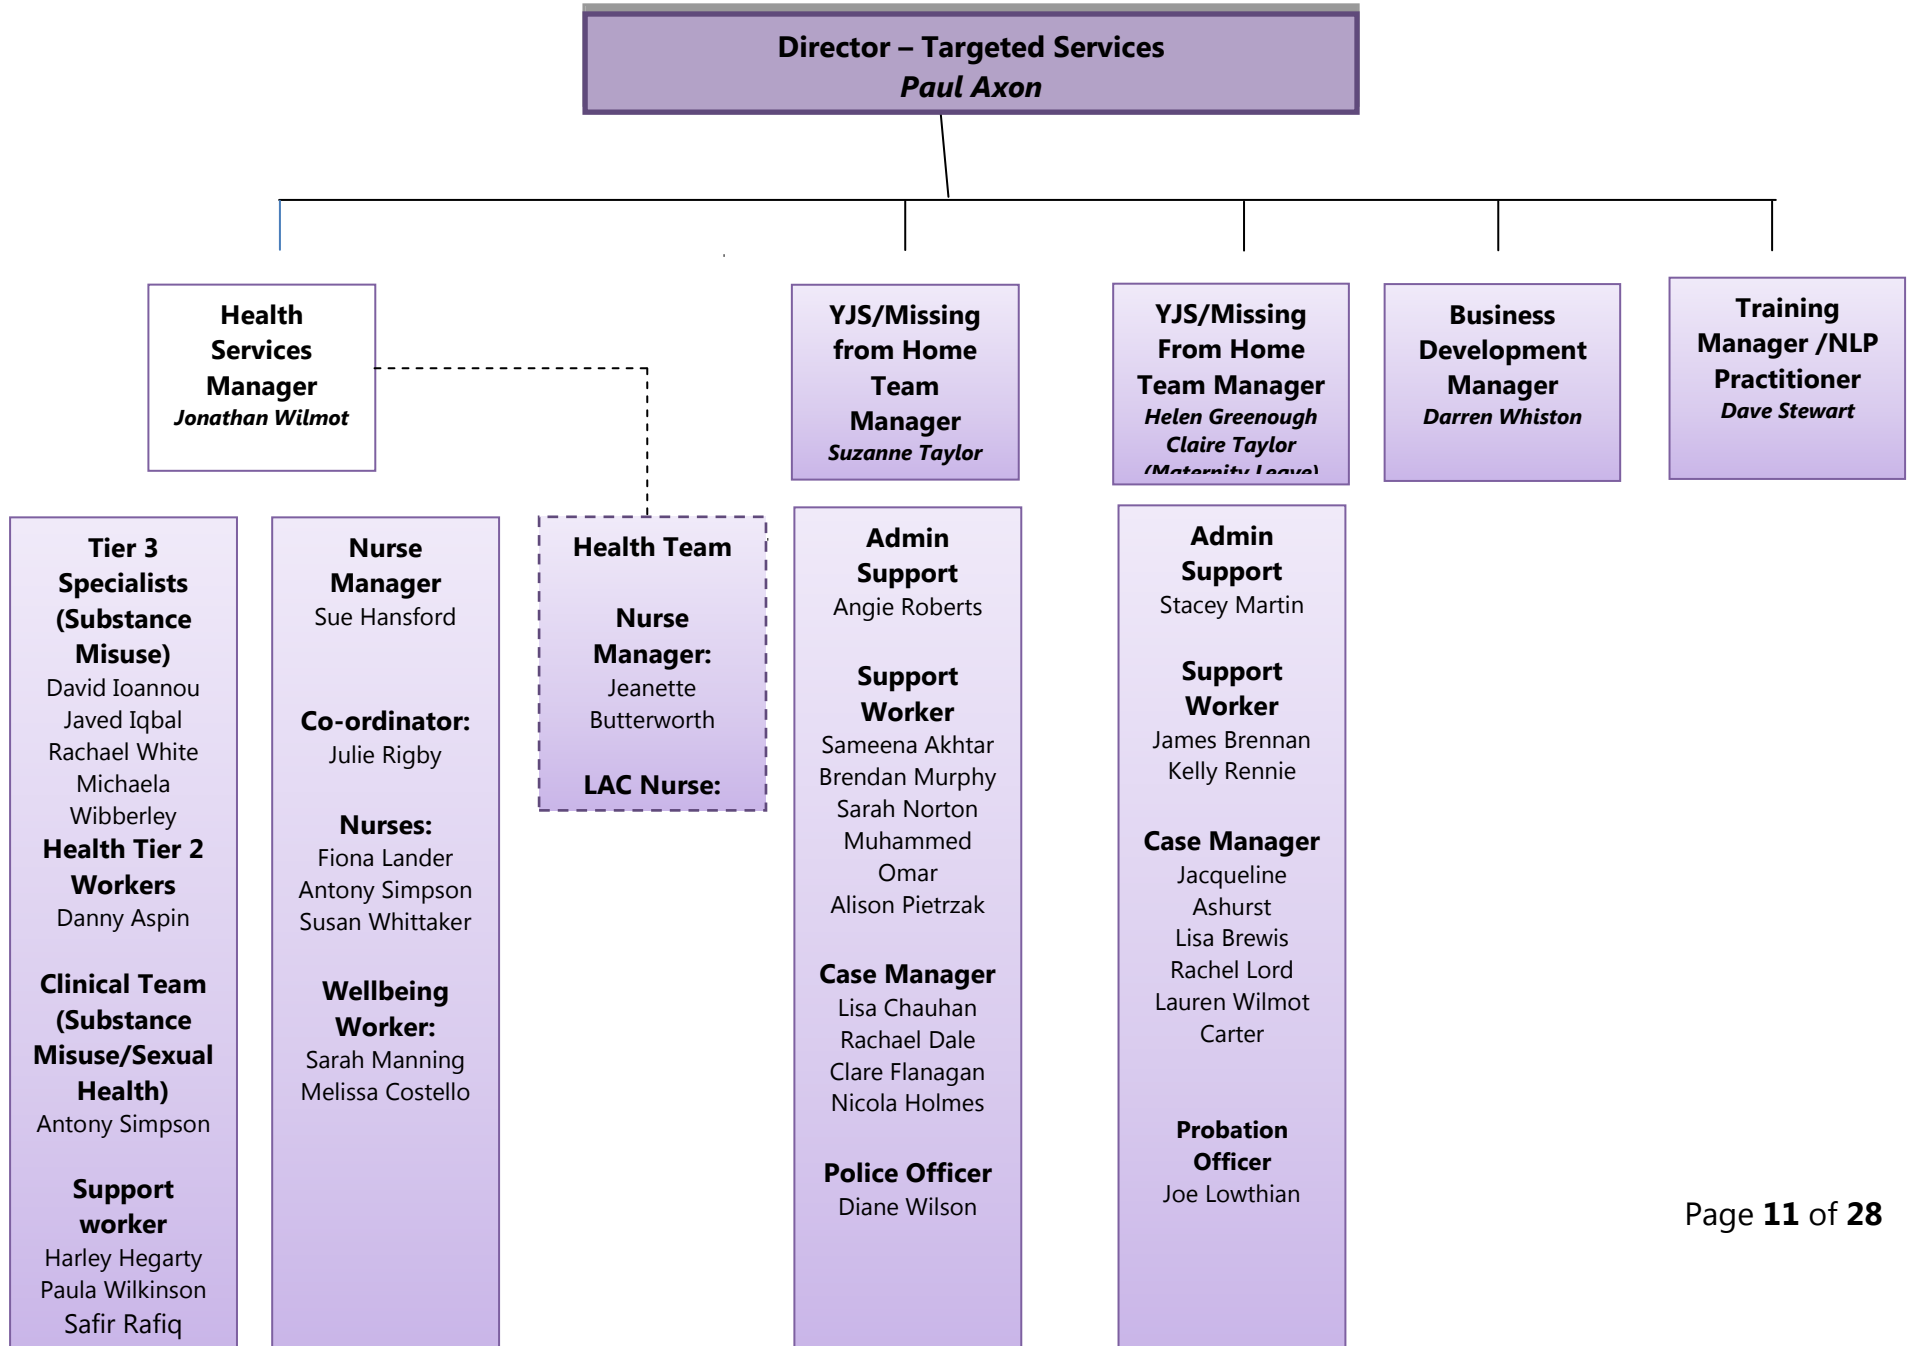 Director – Targeted Services
Paul Axon
Health
Services
Manager
Jonathan Wilmot
YJS/Missing
from Home
Team
Manager
Suzanne Taylor
YJS/Missing
From Home
Team Manager
Helen Greenough
Claire Taylor
(Maternity Leave)
Business
Development
Manager
Darren Whiston
Training
Manager /NLP
Practitioner
Dave Stewart
Tier 3
Specialists
(Substance
Misuse)
David Ioannou
Javed Iqbal
Rachael White
Michaela
Wibberley
Health Tier 2
Workers
Danny Aspin
Clinical Team
(Substance
Misuse/Sexual
Health)
Antony Simpson
Support
worker
Harley Hegarty
Paula Wilkinson
Safir Rafiq
Nurse
Manager
Sue Hansford
Co-ordinator:
Julie Rigby
Nurses:
Fiona Lander
Antony Simpson
Susan Whittaker
Wellbeing
Worker:
Sarah Manning
Melissa Costello
Health Team
Nurse
Manager:
Jeanette
Butterworth
LAC Nurse:
Admin
Support
Angie Roberts
Support
Worker
Sameena Akhtar
Brendan Murphy
Sarah Norton
Muhammed
Omar
Alison Pietrzak
Case Manager
Lisa Chauhan
Rachael Dale
Clare Flanagan
Nicola Holmes
Police Officer
Diane Wilson
Admin
Support
Stacey Martin
Support
Worker
James Brennan
Kelly Rennie
Case Manager
Jacqueline
Ashurst
Lisa Brewis
Rachel Lord
Lauren Wilmot
Carter
Probation
Officer
Joe Lowthian
Page 11 of 28